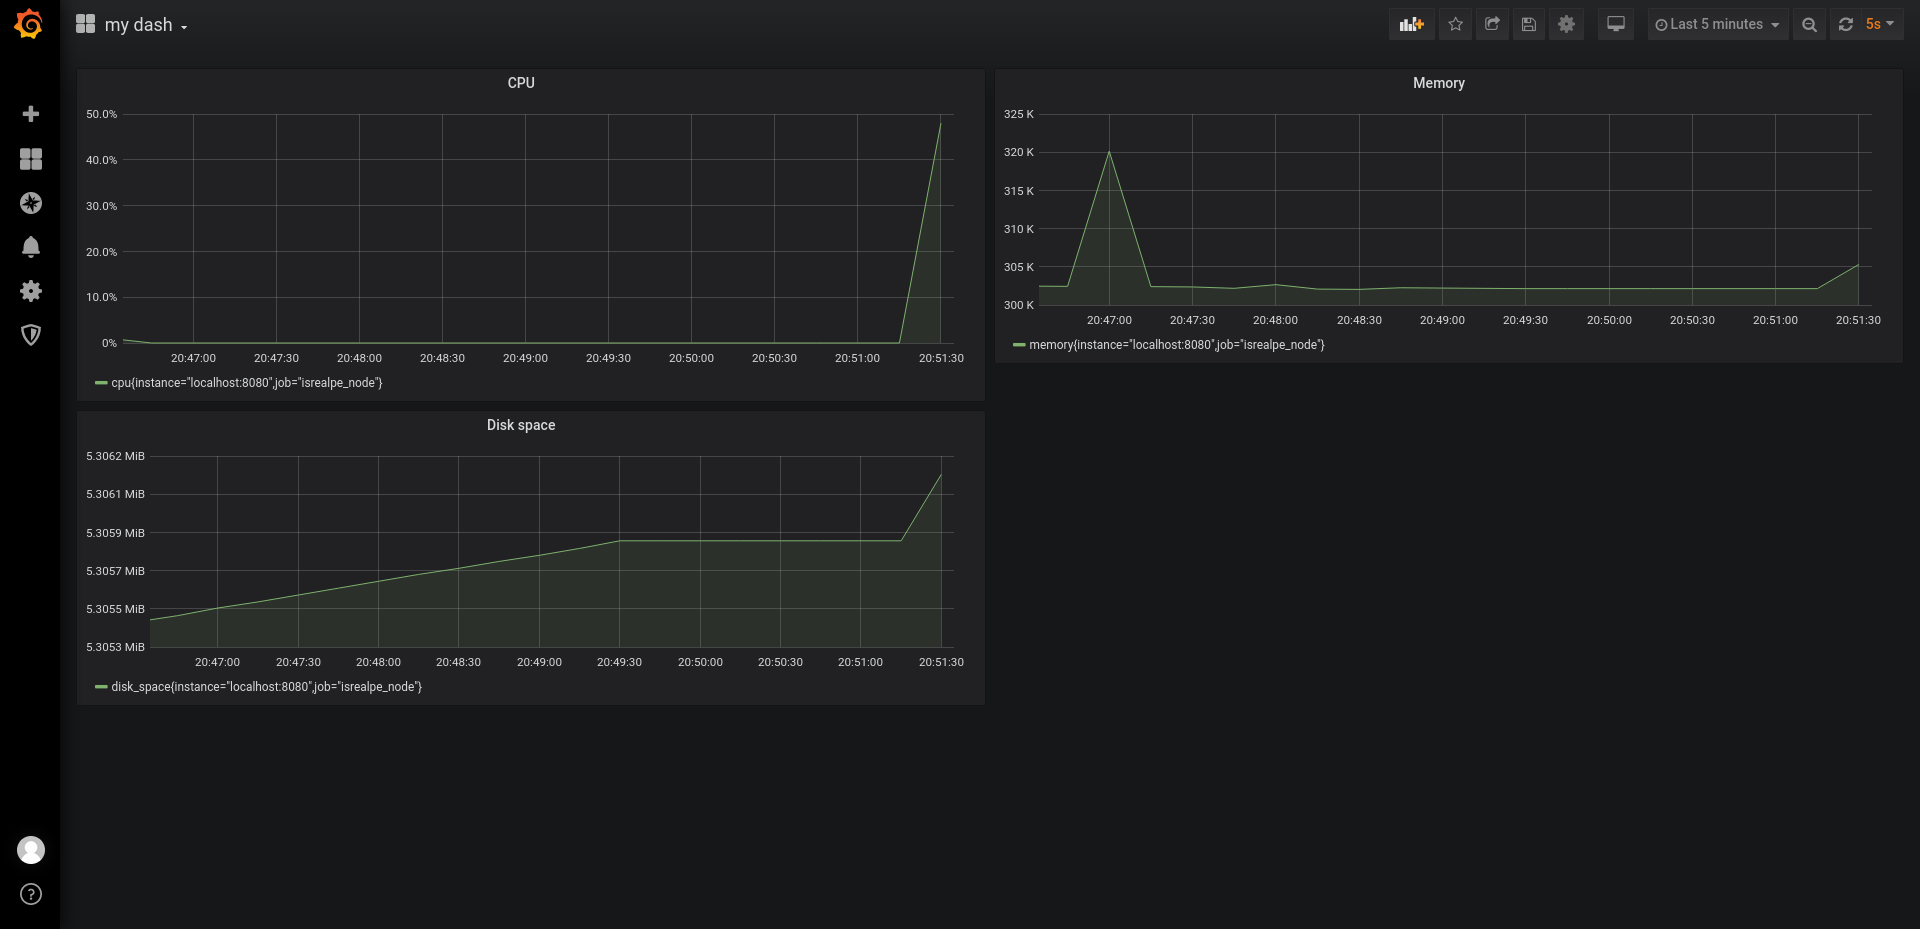 my dash
Last 5 minutes
5s
CPU
50.0%
40.0%
30.0%
20.0%
10.0%
0%
20:47:00 20:47:30 20:48:00 20:48:30 20:49:00 20:49:30 20:50:00 20:50:30 20:51:00 20:51:30
cpu{instance="localhost:8080",job="isrealpe_node"}
Memory
325 K
320 K
315 K
310 K
305 K
300 K
20:47:00 20:47:30 20:48:00 20:48:30 20:49:00 20:49:30 20:50:00 20:50:30 20:51:00 20:51:30
memory{instance="localhost:8080",job="isrealpe_node"}
Disk space
5.3062 MiB
5.3061 MiB
5.3059 MiB
5.3057 MiB
5.3055 MiB
5.3053 MiB
20:47:00 20:47:30 20:48:00 20:48:30 20:49:00 20:49:30 20:50:00 20:50:30 20:51:00 20:51:30
disk_space{instance="localhost:8080",job="isrealpe_node"}
?